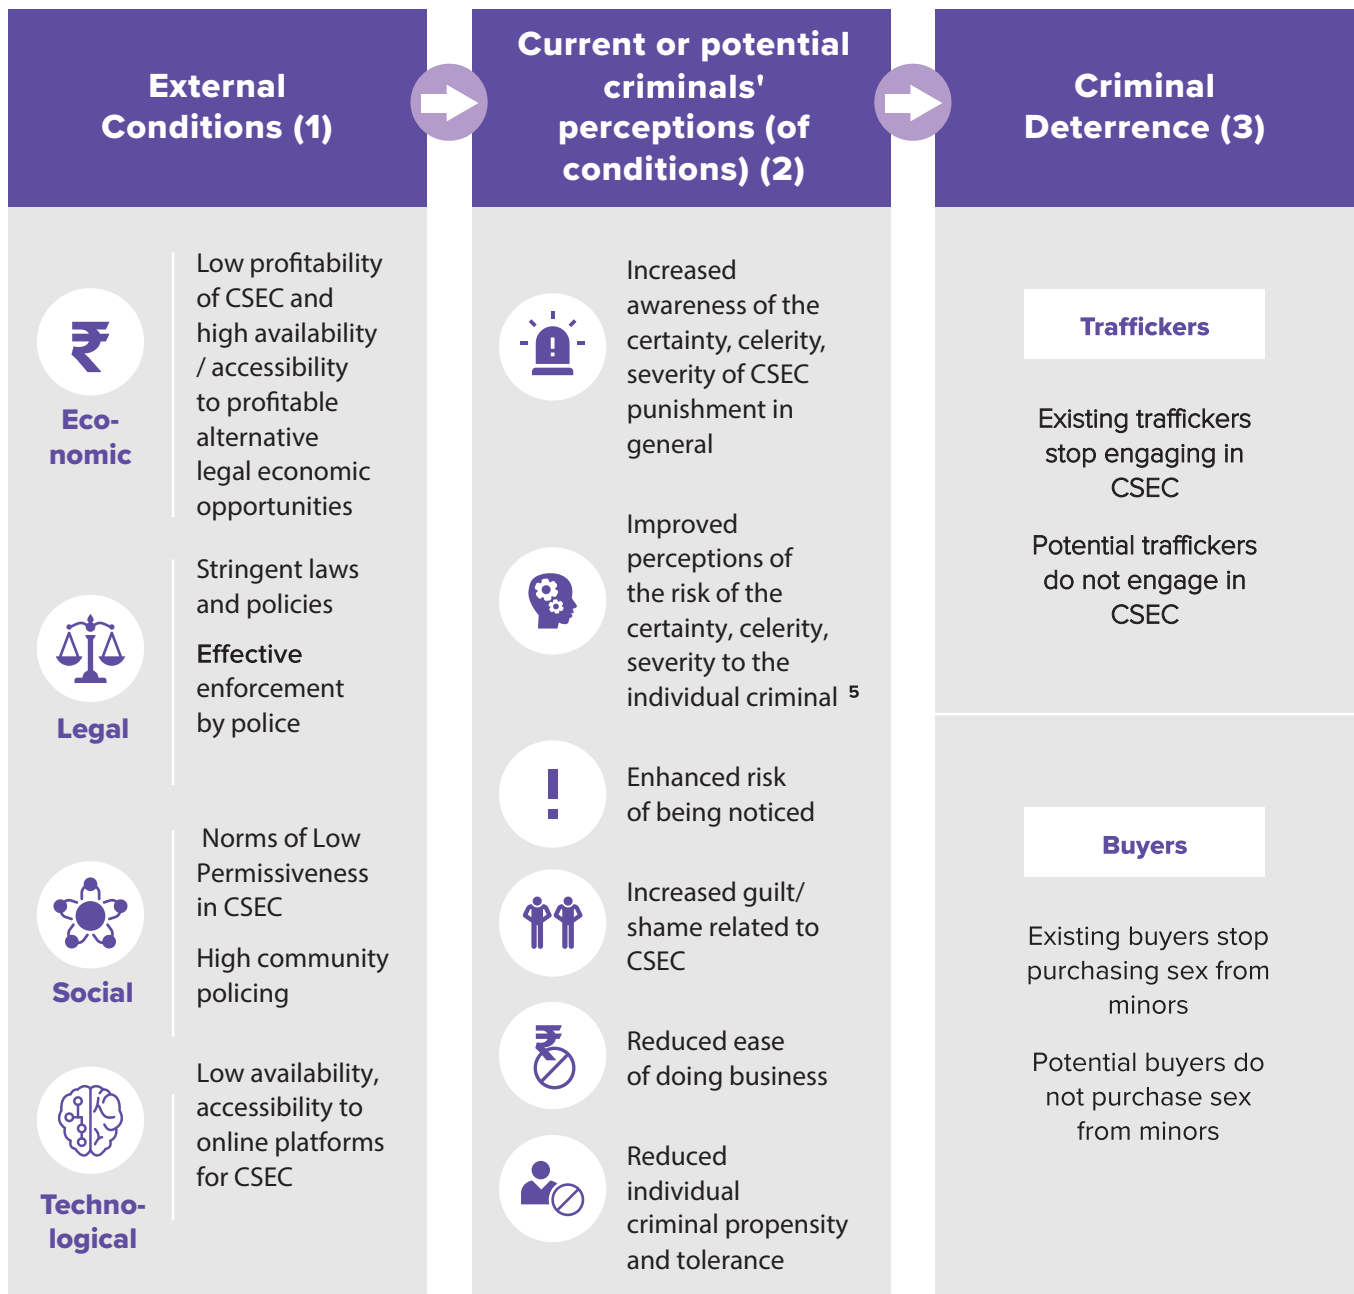 External
Conditions (1)
Eco-
nomic
Low profitability
of CSEC and
high availability
/ accessibility
to profitable
alternative
legal economic
opportunities
Legal
Stringent laws
and policies
Effective
enforcement
by police
Social
Norms of Low
Permissiveness
in CSEC
High community
policing
Techno-
logical
Low availability,
accessibility to
online platforms
for CSEC
Current or potential
criminals'
perceptions (of
conditions) (2)
Increased
awareness of the
certainty, celerity,
severity of CSEC
punishment in
general
Improved
perceptions of
the risk of the
certainty, celerity,
severity to the
individual criminal 5
Enhanced risk
of being noticed
Increased guilt/
shame related to
CSEC
Reduced ease
of doing business
Reduced
individual
criminal propensity
and tolerance
Criminal
Deterrence (3)
Traffickers
Existing traffickers
stop engaging in
CSEC
Potential traffickers
do not engage in
CSEC
Buyers
Existing buyers stop
purchasing sex from
minors
Potential buyers do
not purchase sex
from minors